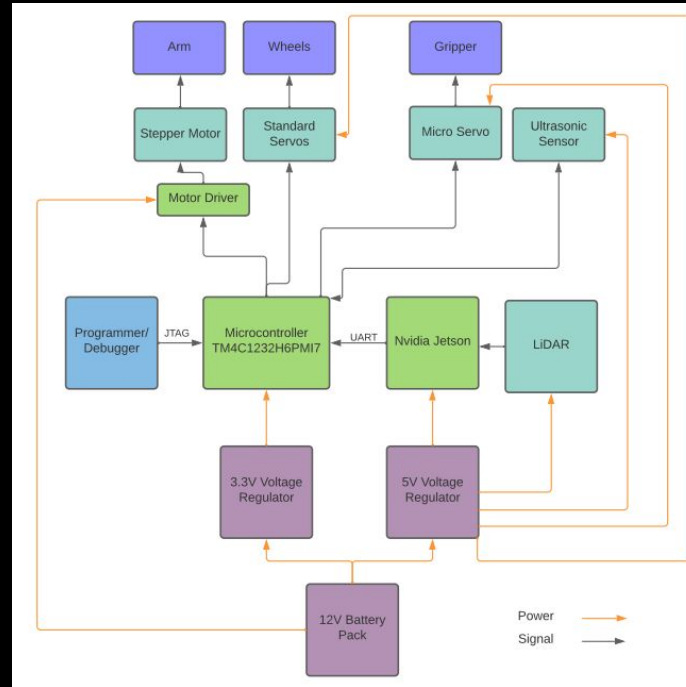 Arm
Wheels
Gripper
Stepper Motor
Standard
Servos
Micro Servo
Ultrasonic
Sensor
Motor Driver
Programmer/
Debugger
JTAG
Microcontroller
TM4C1232H6PMI7
UART
Nvidia Jetson
LiDAR
3.3V Voltage
Regulator
5V Voltage
Regulator
12V Battery
Pack
Power
Signal